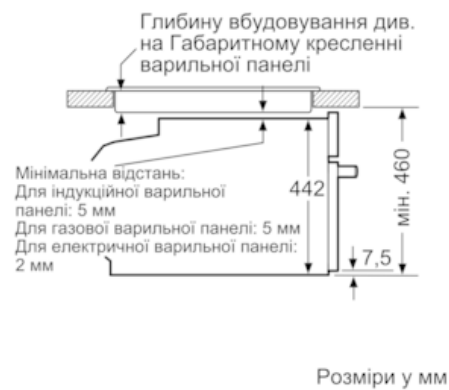 Глибину вбудовування див.
на Габаритному кресленні
варильної панелі
Мінімальна відстань:
Для індукційної варильної
панелі: 5 мм
Для газової варильної панелі: 5 мм
Для електричної варильної панелі:
2 мм
442
мін. 460
7,5
Розміри у мм